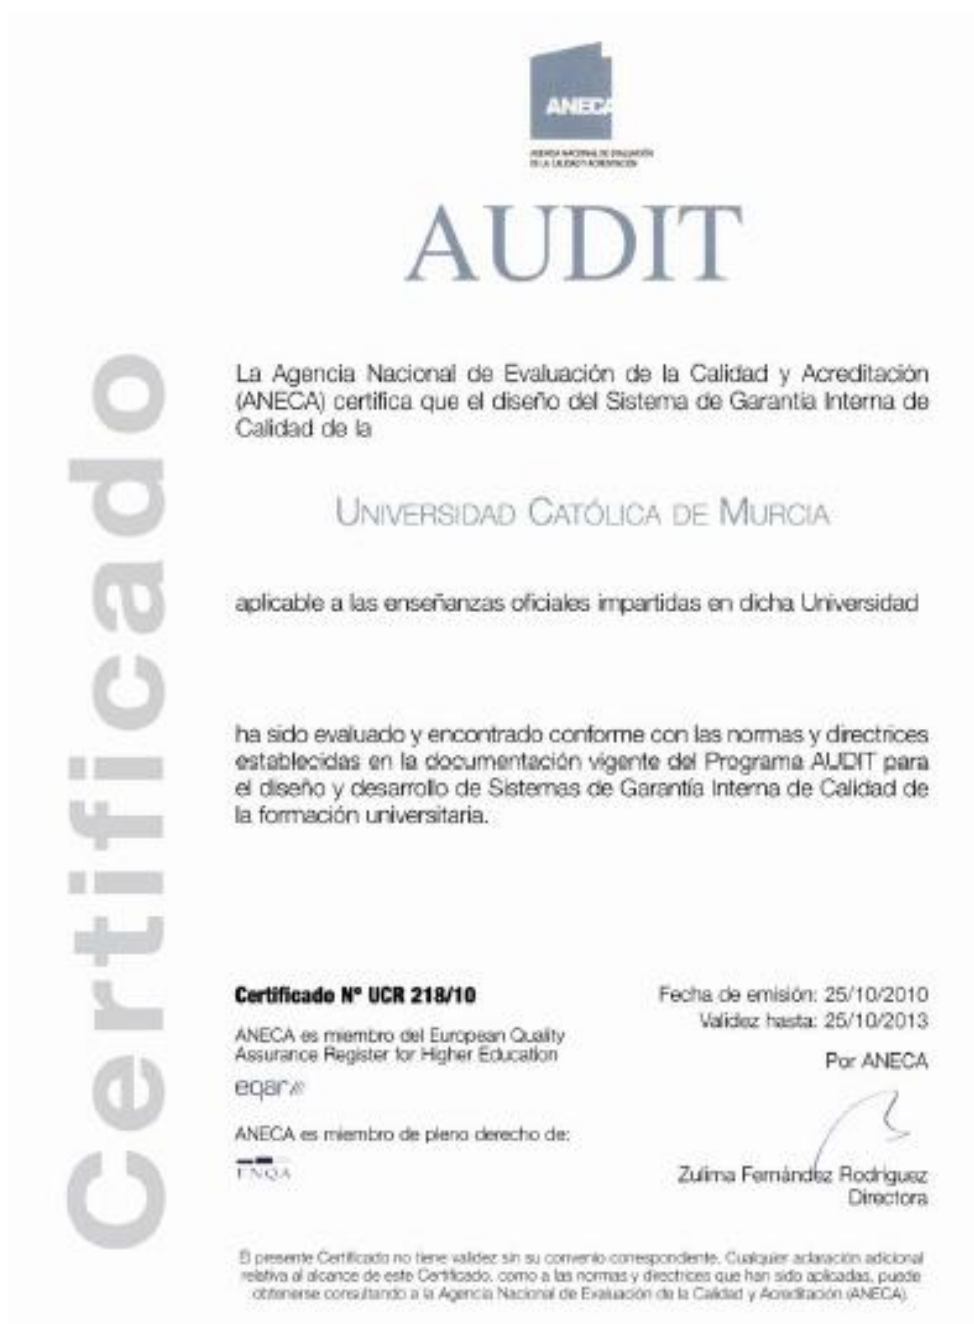 ANECA
AGENCIA NACIONAL DE EVALUACIÓN
DE LA CALIDAD Y ACREDITACIÓN
AUDIT
Certificado
La Agencia Nacional de Evaluación de la Calidad y Acreditación
(ANECA) certifica que el diseño del Sistema de Garantía Interna de
Calidad de la
UNIVERSIDAD CATÓLICA DE MURCIA
aplicable a las enseñanzas oficiales impartidas en dicha Universidad
ha sido evaluado y encontrado conforme con las normas y directrices
establecidas en la documentación vigente del Programa AUDIT para
el diseño y desarrollo de Sistemas de Garantía Interna de Calidad de
la formación universitaria.
Certificado Nº UCR 218/10
Fecha de emisión: 25/10/2010
Validez hasta: 25/10/2013
ANECA es miembro del European Quality
Assurance Register for Higher Education
Por ANECA
eqar
ANECA es miembro de pleno derecho de:
ENQA
Zulima Fernández Rodríguez
Directora
El presente Certificado no tiene validez sin su convenio correspondiente. Cualquier aclaración adicional
relativa al alcance de este Certificado, como a las normas y directrices que han sido aplicadas, puede
obtenerse consultando a la Agencia Nacional de Evaluación de la Calidad y Acreditación (ANECA).